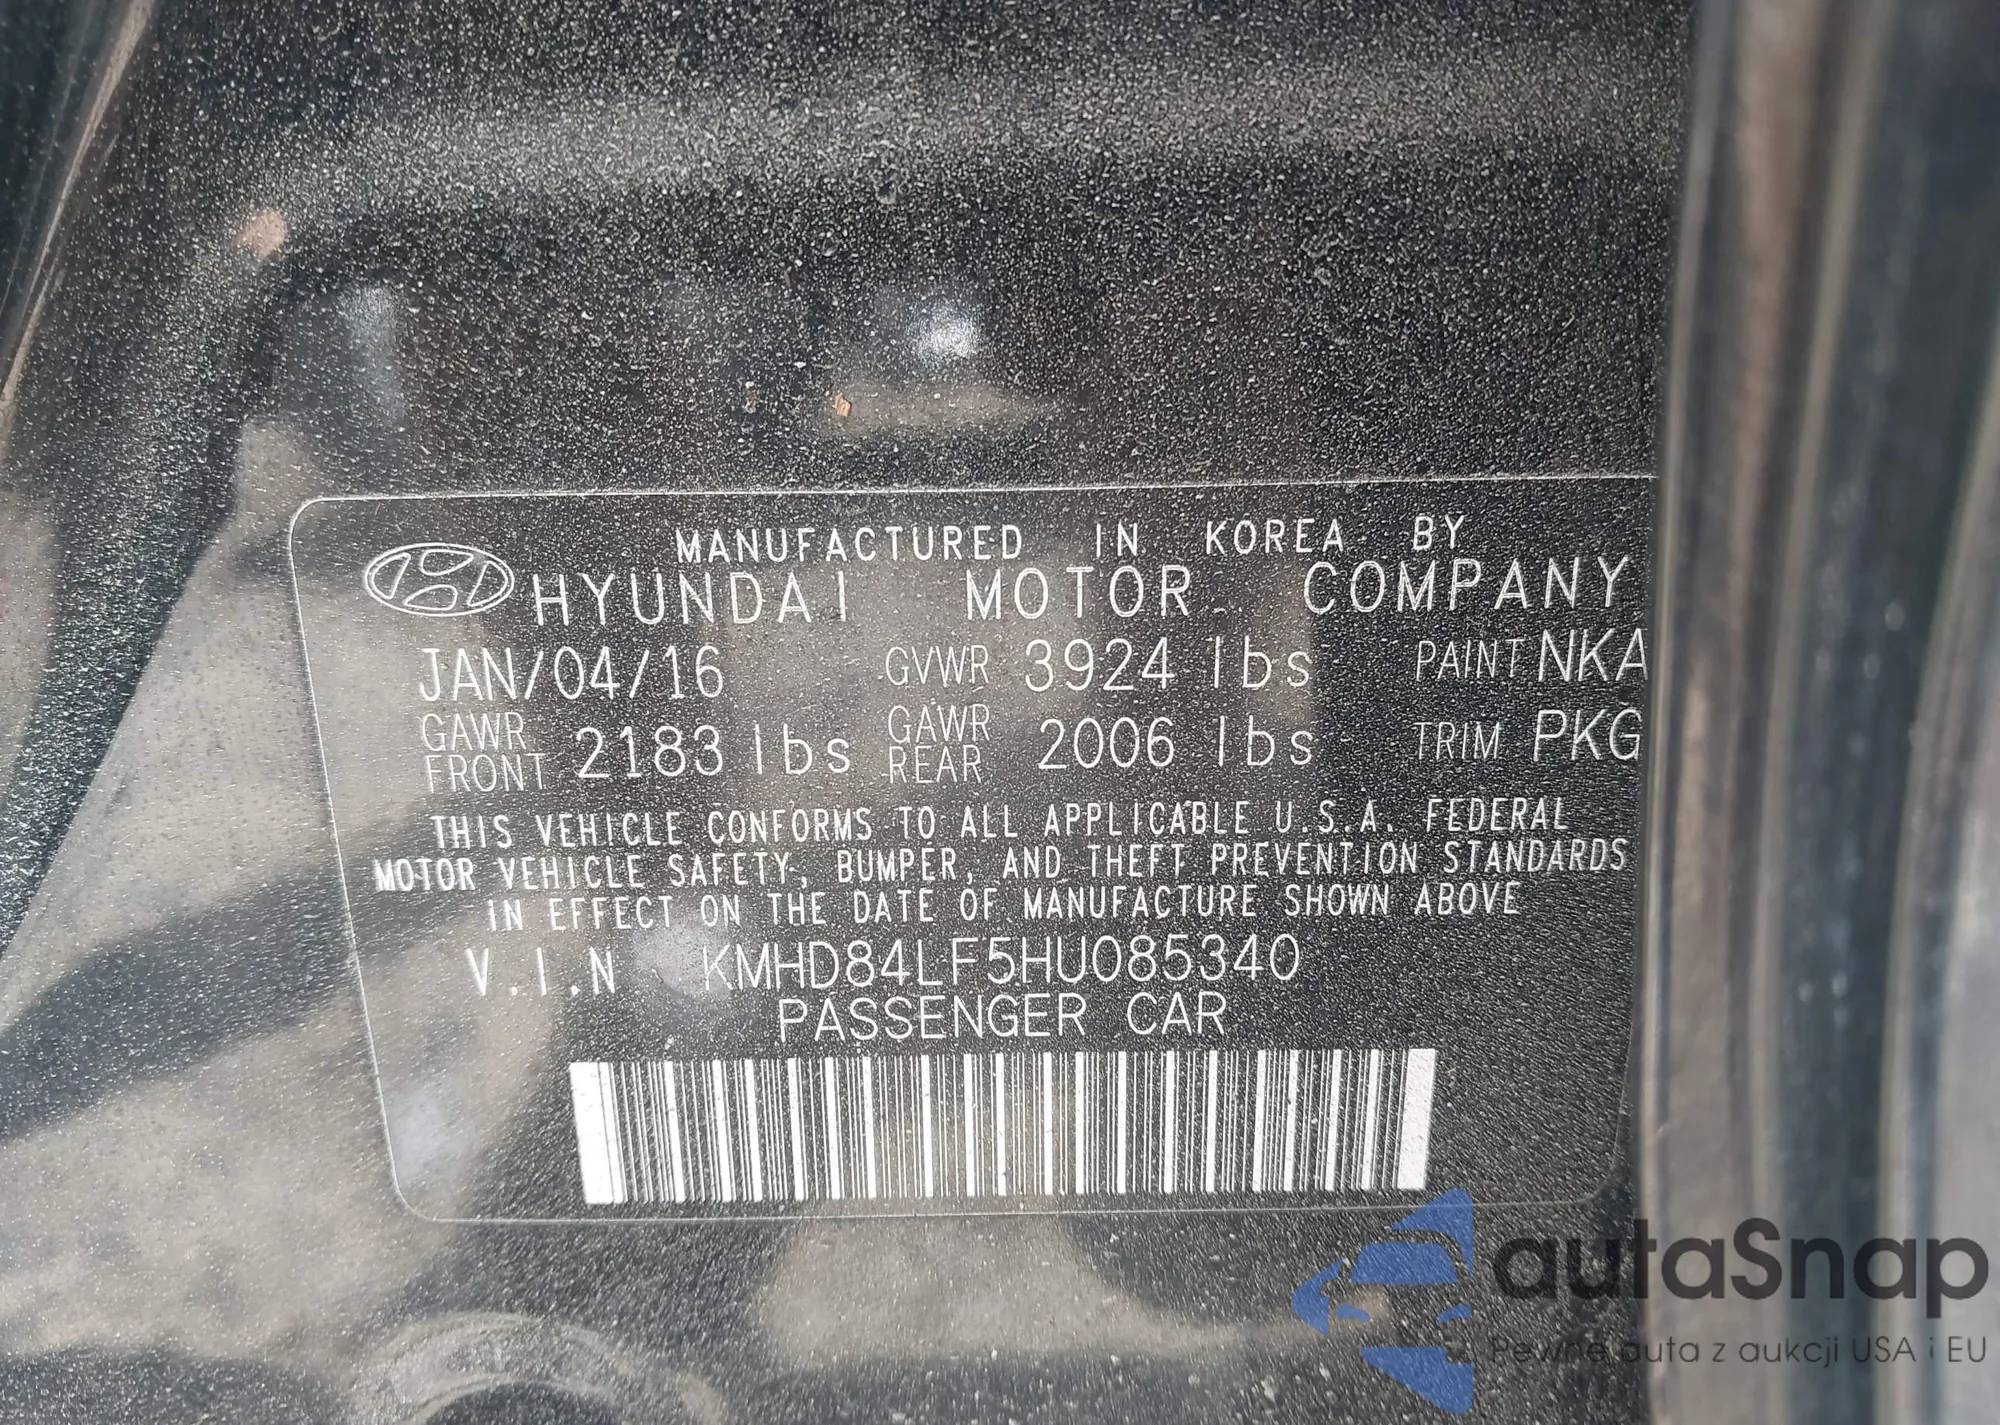 MANUFACTURED IN KOREA BY
HYUNDAI MOTOR COMPANY
JAN/04/16 GVWR 3924 lbs PAINT NKA
GAWR FRONT 2183 lbs GAWR REAR 2006 lbs TRIM PKG
THIS VEHICLE CONFORMS TO ALL APPLICABLE U.S.A. FEDERAL
MOTOR VEHICLE SAFETY, BUMPER, AND THEFT PREVENTION STANDARDS
IN EFFECT ON THE DATE OF MANUFACTURE SHOWN ABOVE
V.I.N KMHD84LF5HU085340
PASSENGER CAR
autaSnap
Pewne auta z aukcji USA i EU